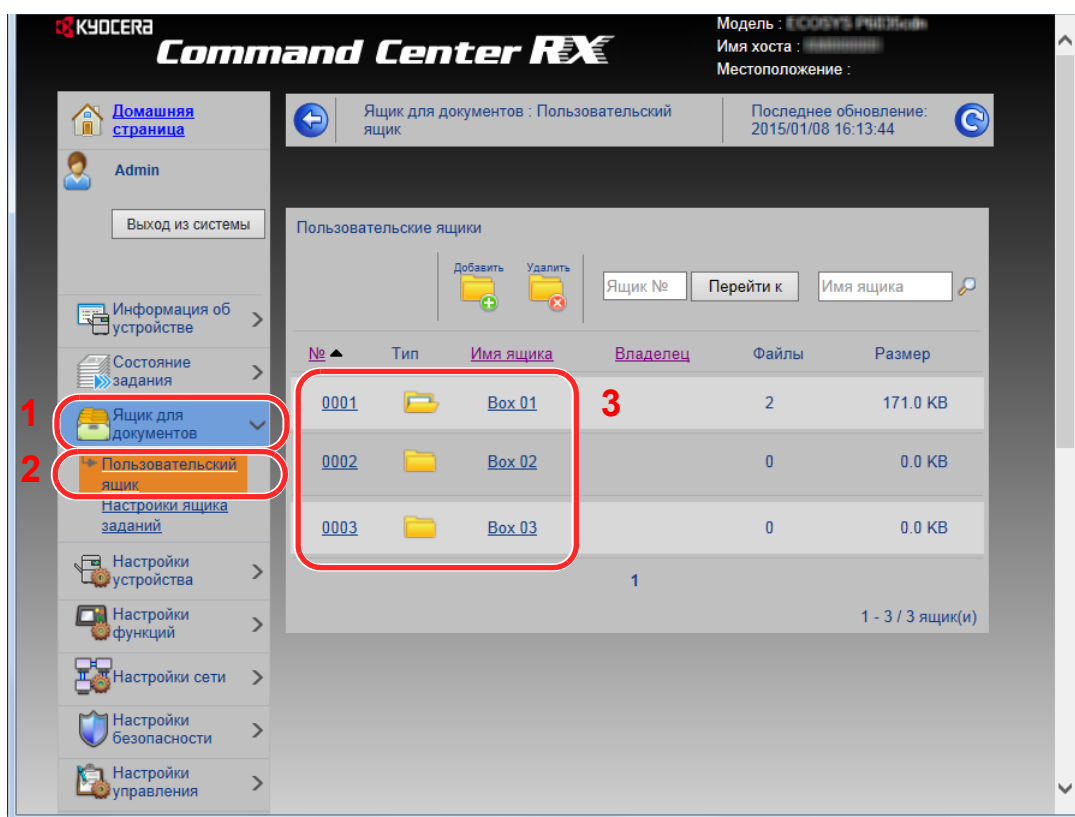 KYOCERA
Command Center RX
Модель :
Имя хоста :
Местоположение :
Домашняя
страница
Admin
Выход из системы
Информация об
устройстве
Состояние
задания
1
Ящик для
документов
2
Пользовательский
ящик
Настройки ящика
заданий
Настройки
устройства
Настройки
функций
Настройки сети
Настройки
безопасности
Настройки
управления
Ящик для документов : Пользовательский
ящик
Последнее обновление:
2015/01/08 16:13:44
Пользовательские ящики
Добавить Удалить
Ящик № Перейти к Имя ящика
№ Тип Имя ящика Владелец Файлы Размер
0001 Box 01 3 2 171.0 KB
0002 Box 02 0 0.0 KB
0003 Box 03 0 0.0 KB
1
1 - 3 / 3 ящик(и)